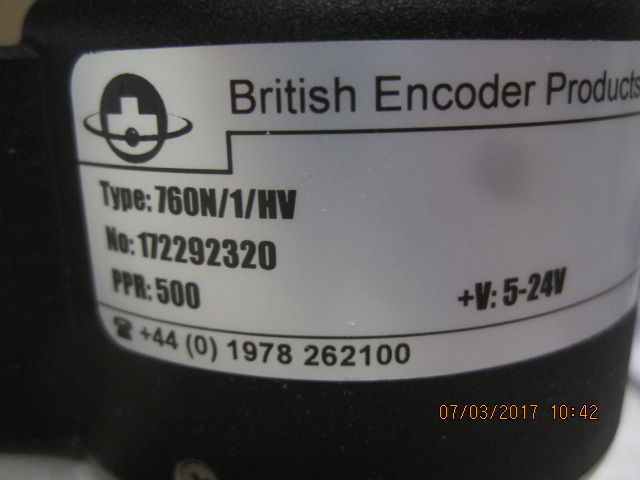 British Encoder Products
Type: 760N/1/HV
No: 172292320
PPR: 500
+V: 5-24V
☎ +44 (0) 1978 262100
07/03/2017 10:42